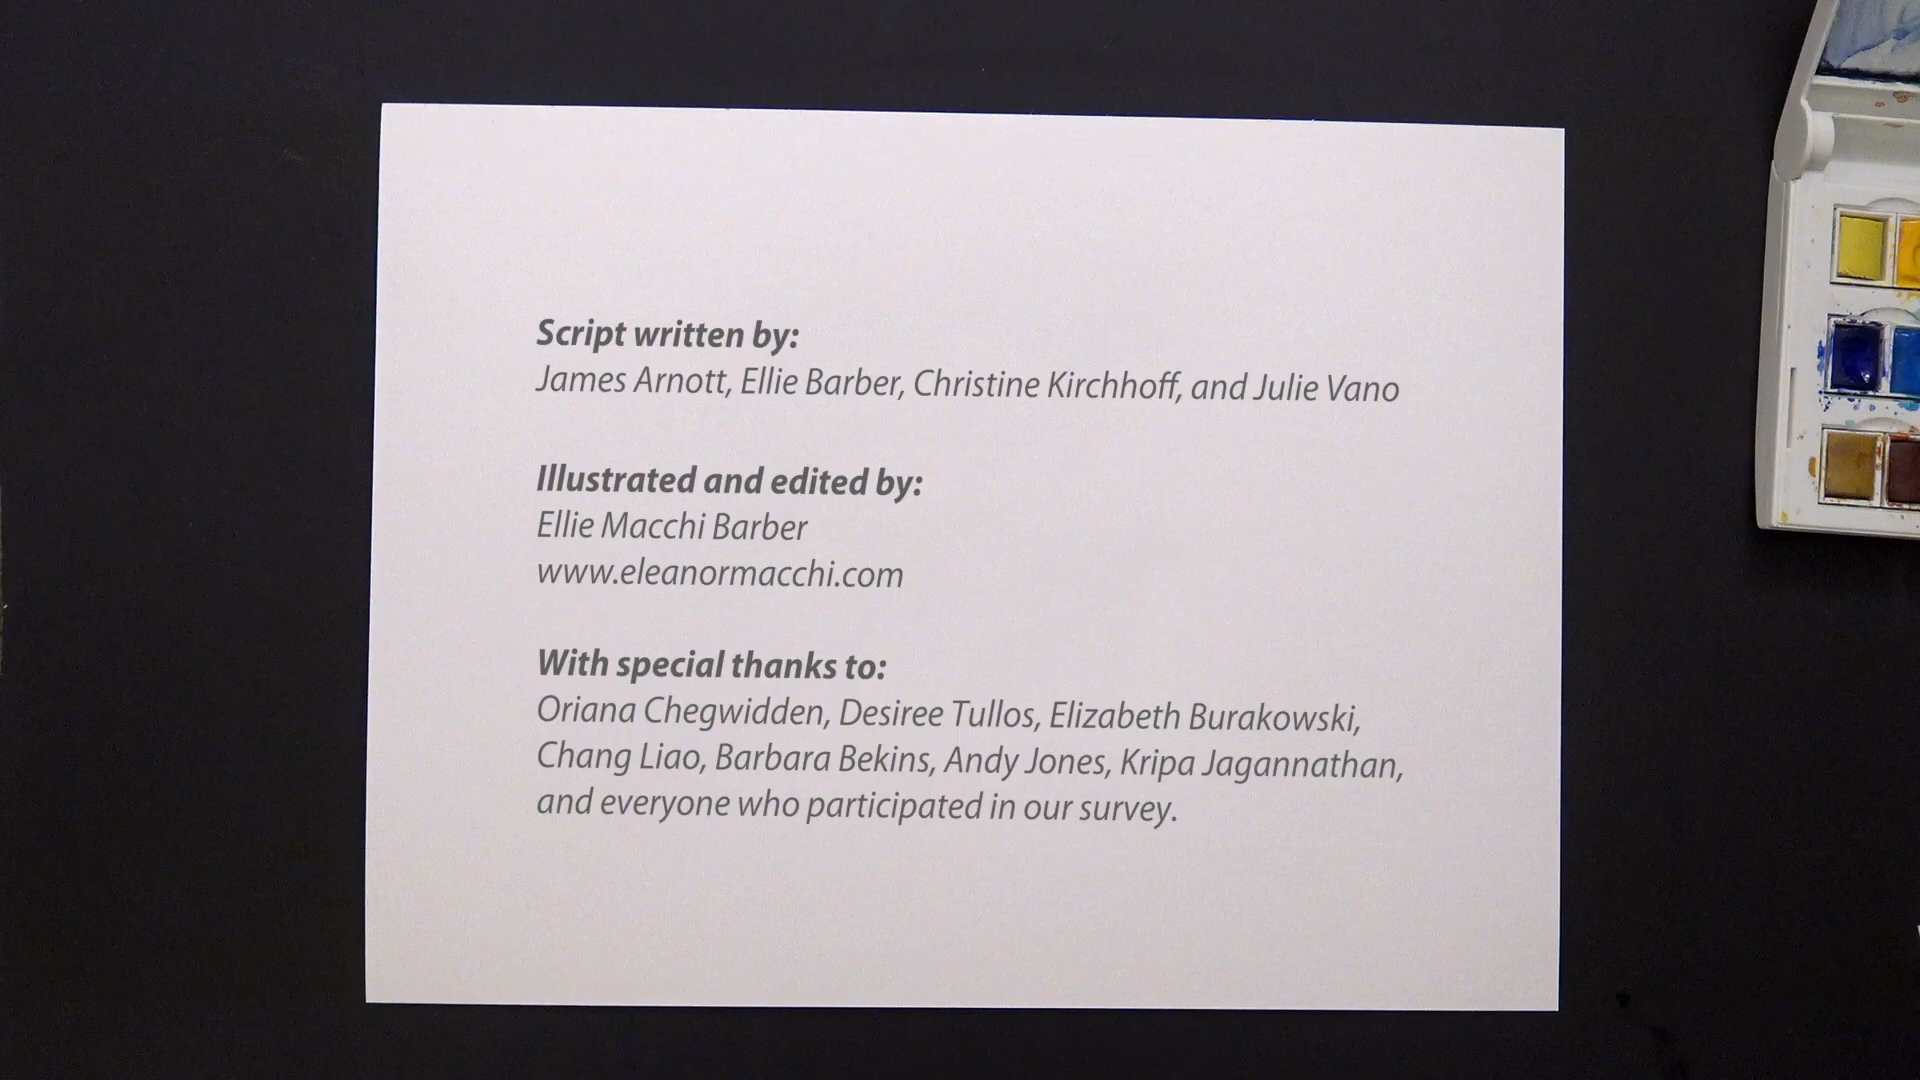 Script written by:
James Arnott, Ellie Barber, Christine Kirchhoff, and Julie Vano
Illustrated and edited by:
Ellie Macchi Barber
www.eleanormacchi.com
With special thanks to:
Oriana Chegwidden, Desiree Tullos, Elizabeth Burakowski,
Chang Liao, Barbara Bekins, Andy Jones, Kripa Jagannathan,
and everyone who participated in our survey.